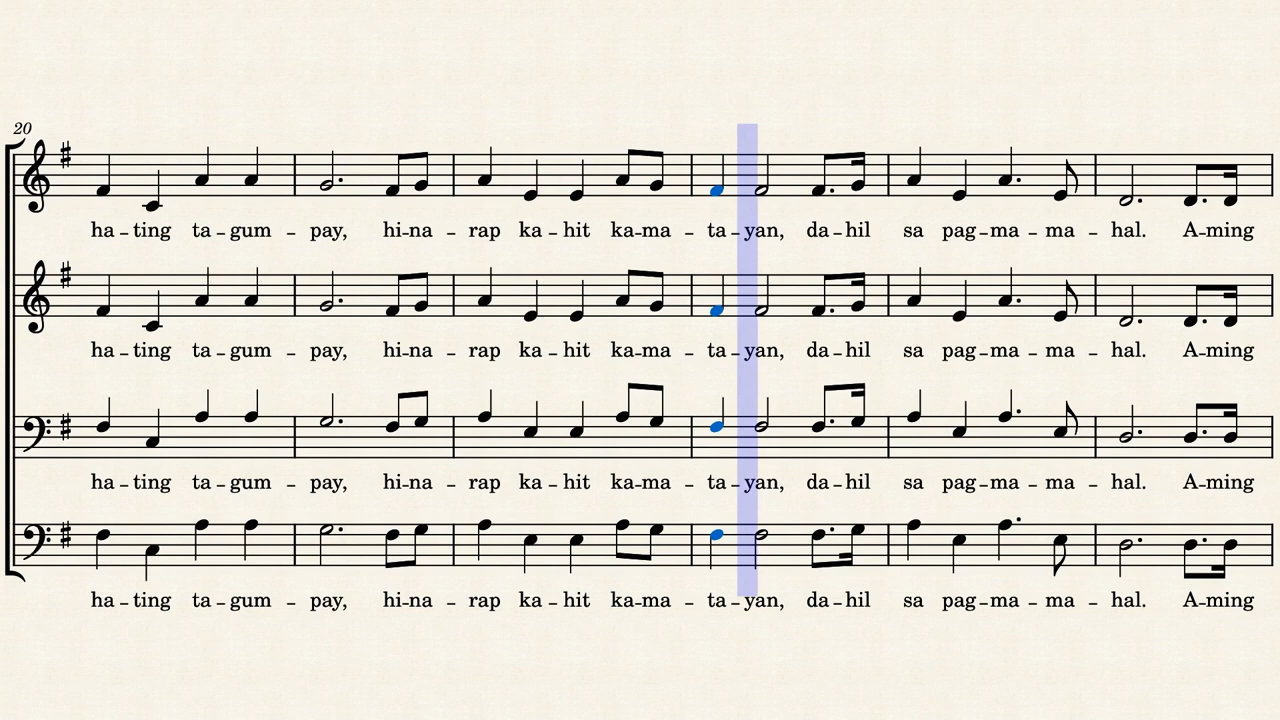 20
ha – ting ta – gum – pay, hi – na – rap ka – hit ka – ma – ta – yan, da – hil sa pag – ma – ma – hal. A – ming
ha – ting ta – gum – pay, hi – na – rap ka – hit ka – ma – ta – yan, da – hil sa pag – ma – ma – hal. A – ming
ha – ting ta – gum – pay, hi – na – rap ka – hit ka – ma – ta – yan, da – hil sa pag – ma – ma – hal. A – ming
ha – ting ta – gum – pay, hi – na – rap ka – hit ka – ma – ta – yan, da – hil sa pag – ma – ma – hal. A – ming